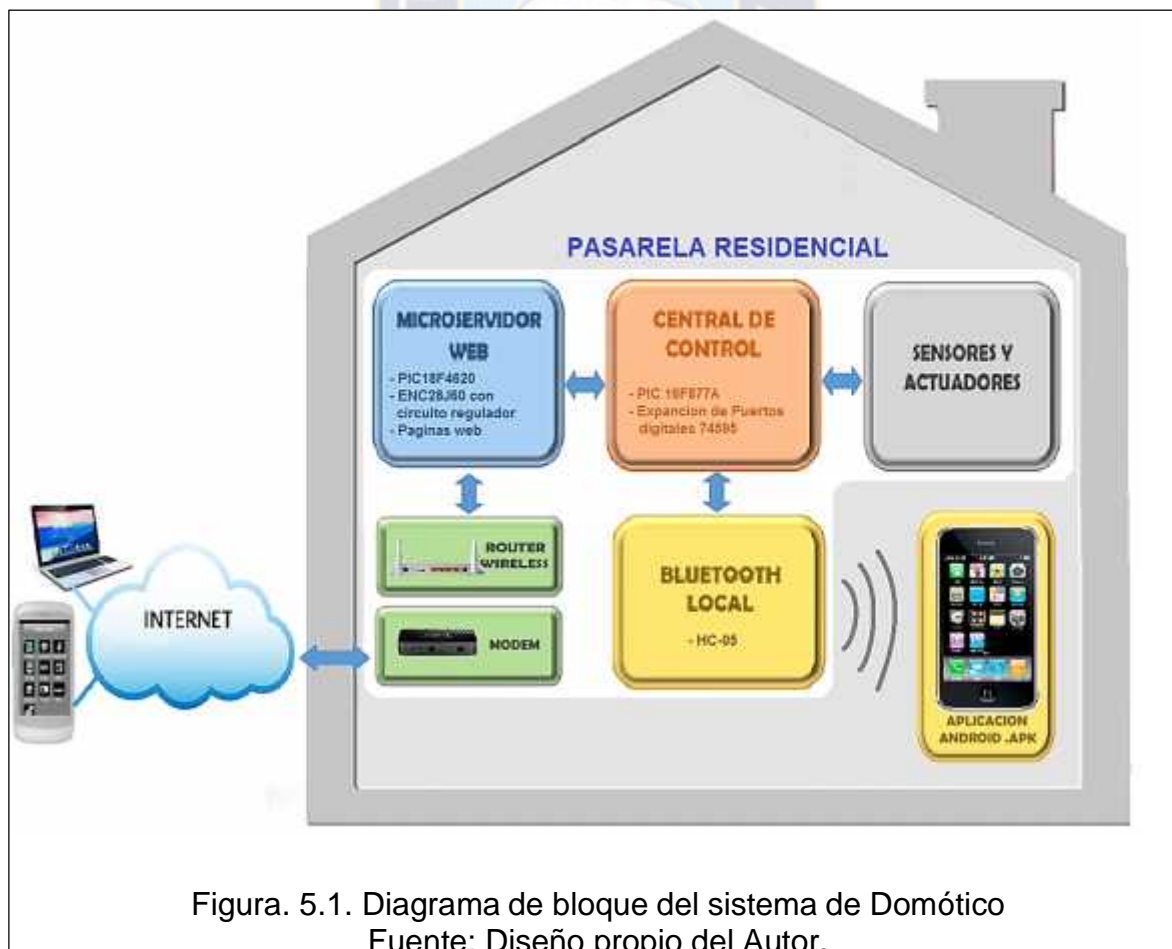 PASARELA RESIDENCIAL
MICROSERVIDOR
WEB
- PIC18F4620
- ENC28J60 con
circuito regulador
- Paginas web
CENTRAL DE
CONTROL
- PIC 16F877A
- Expancion de Puertos
digitales 74595
SENSORES Y
ACTUADORES
ROUTER
WIRELESS
MODEM
BLUETOOTH
LOCAL
- HC-05
INTERNET
APLICACION
ANDROID .APK
Figura. 5.1. Diagrama de bloque del sistema de Domótico
Fuente: Diseño propio del Autor.